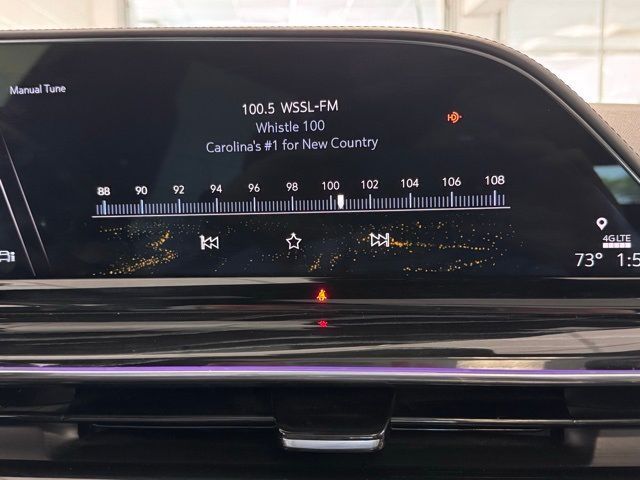 Manual Tune
100.5 WSSL-FM
Whistle 100
Carolina's #1 for New Country
88 90 92 94 96 98 100 102 104 106 108
4G LTE
73°